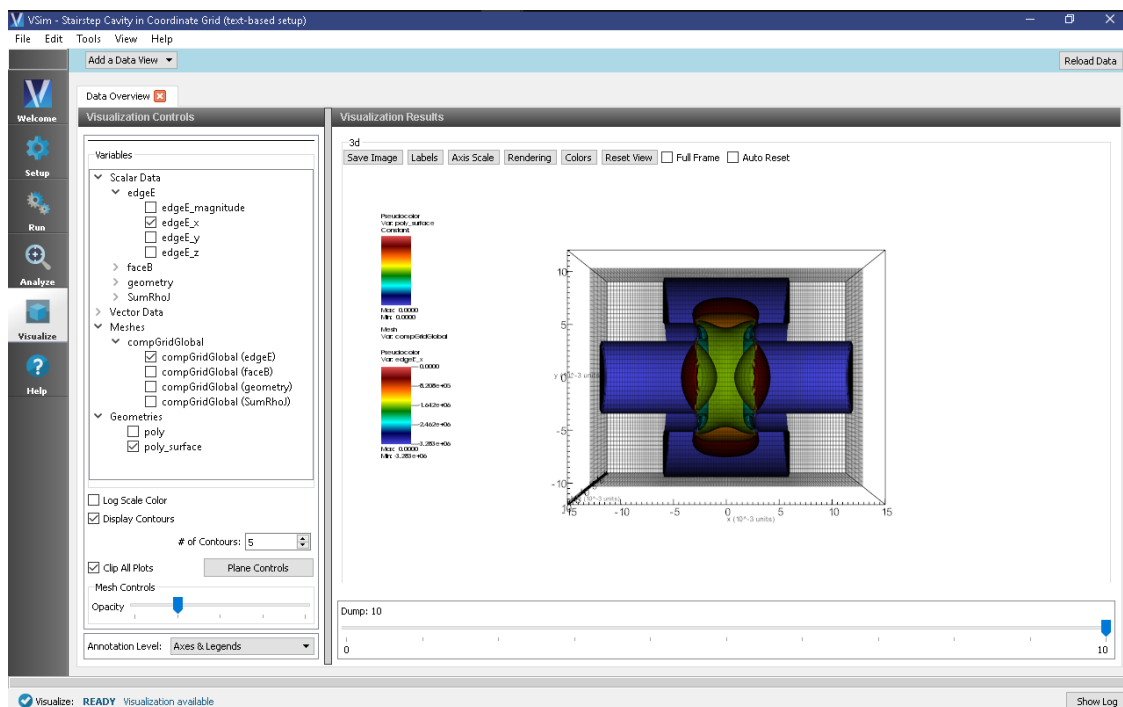 VSim - Stairstep Cavity in Coordinate Grid (text-based setup)
File Edit Tools View Help
Add a Data View
Reload Data
Welcome
Setup
Run
Analyze
Visualize
Help
Data Overview
Visualization Controls
Variables
Scalar Data
edgeE
edgeE_magnitude
edgeE_x
edgeE_y
edgeE_z
faceB
geometry
SumRhoJ
Vector Data
Meshes
compGridGlobal
compGridGlobal (edgeE)
compGridGlobal (faceB)
compGridGlobal (geometry)
compGridGlobal (SumRhoJ)
Geometries
poly
poly_surface
Log Scale Color
Display Contours
# of Contours: 5
Clip All Plots
Plane Controls
Mesh Controls
Opacity
Annotation Level: Axes & Legends
Visualization Results
3d
Save Image Labels Axis Scale Rendering Colors Reset View Full Frame Auto Reset
Pseudocolor
Var: poly_surface
Constant
Max: 0.0000
Min: 0.0000
Mesh
Var: compGridGlobal
Pseudocolor
Var: edgeE_x
0.0000
-8.208e+05
-1.642e+06
-2.462e+06
-3.283e+06
Max: 0.0000
Min: -3.283e+06
10
5
y (10^-3 units)
0
-5
-10
-15 -10 -5 0 5 10 15
x (10^-3 units)
Dump: 10
0 10
Visualize: READY Visualization available
Show Log